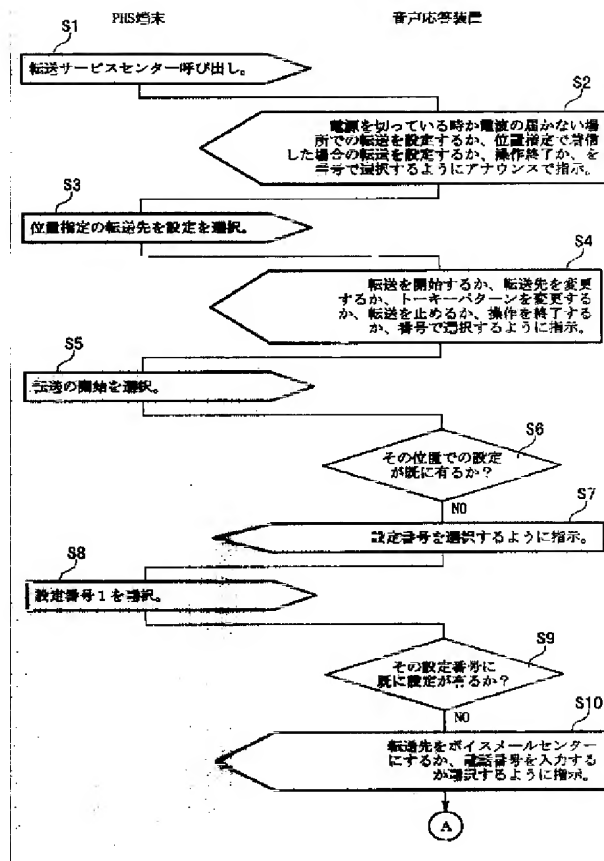 PHS端末
音声応答装置
S1
転送サービスセンター呼び出し。
S2
電源を切っている時か電波の届かない場
所での転送を設定するか、位置指定で着信
した場合の転送を設定するか、操作終了か、を
番号で選択するようにアナウンスで指示。
S3
位置指定の転送先を設定を選択。
S4
転送を開始するか、転送先を変更
するか、トーキーパターンを変更する
か、転送を止めるか、操作を終了する
か、番号で選択するように指示。
S5
転送の開始を選択。
S6
その位置での設定
が既に有るか？
NO
S7
設定番号を選択するように指示。
S8
設定番号１を選択。
S9
その設定番号に
既に設定が有るか？
NO
S10
転送先をボイスメールセンター
にするか、電話番号を入力する
か選択するように指示。
A